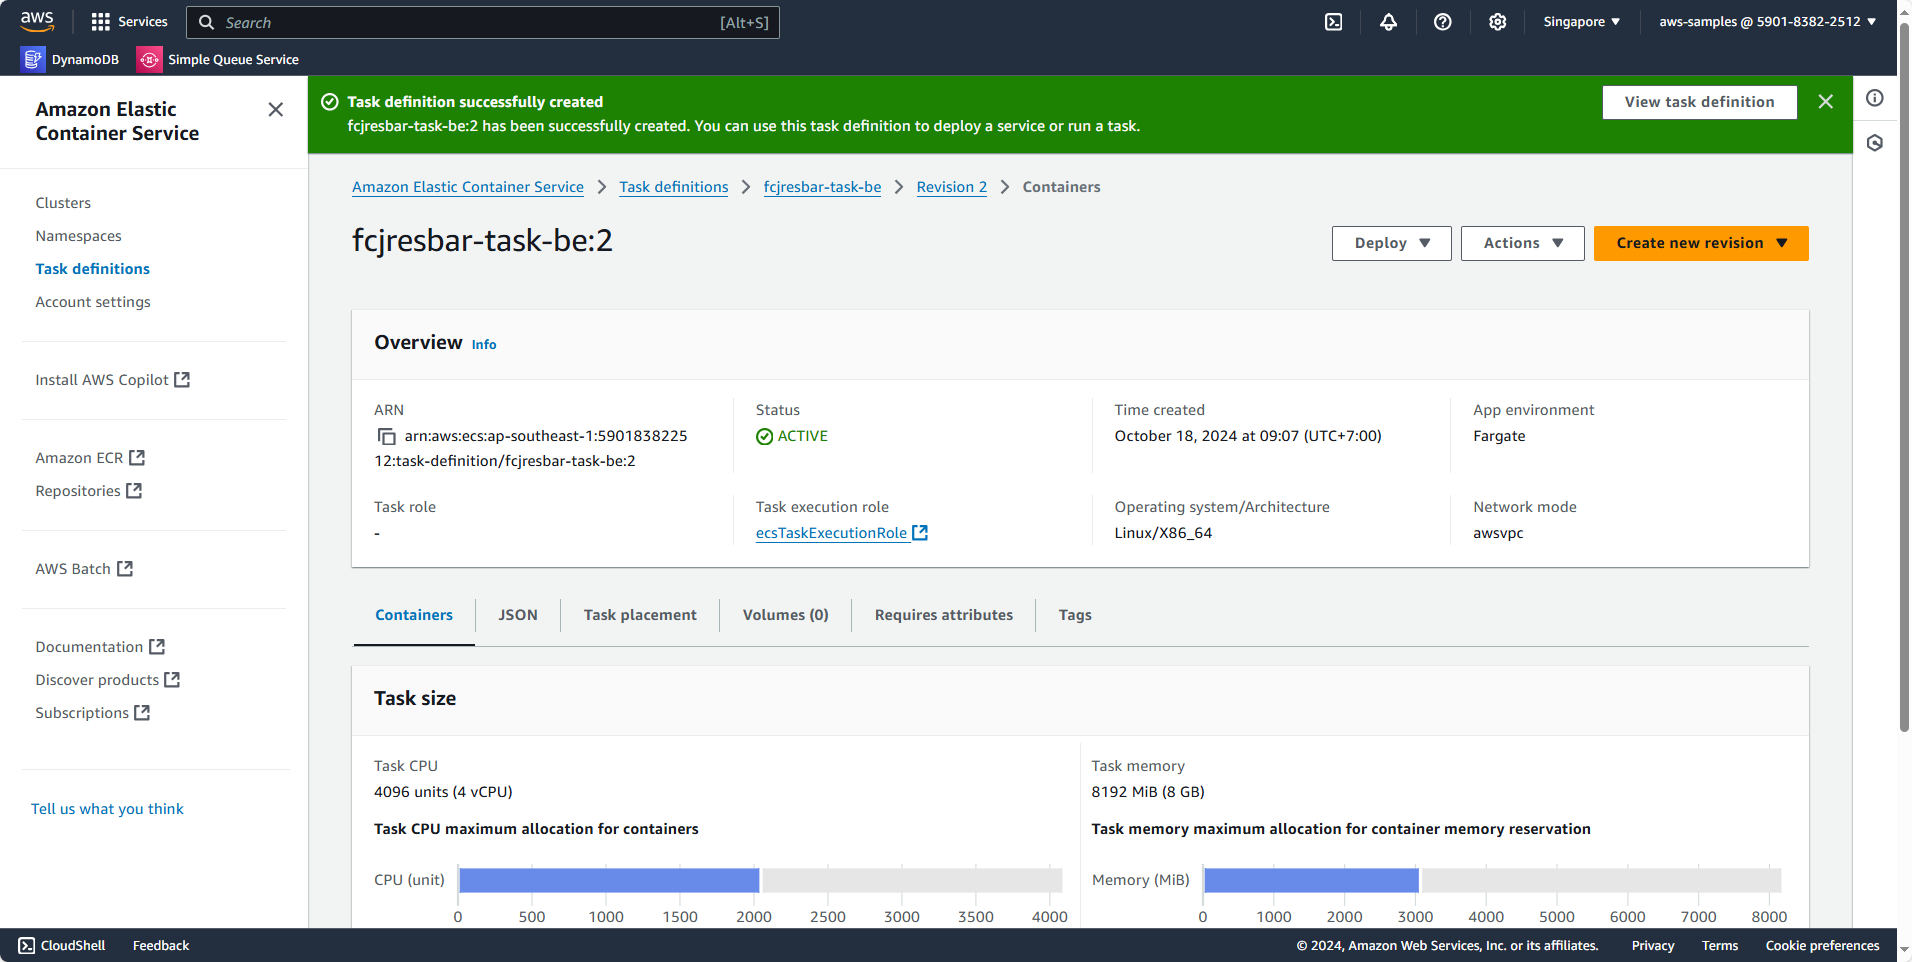 aws
Services
Search
[Alt+S]
Singapore ▼
aws-samples @ 5901-8382-2512 ▼
DynamoDB
Simple Queue Service
Amazon Elastic
Container Service
Clusters
Namespaces
Task definitions
Account settings
Install AWS Copilot
Amazon ECR
Repositories
AWS Batch
Documentation
Discover products
Subscriptions
Tell us what you think
Task definition successfully created
fcjresbar-task-be:2 has been successfully created. You can use this task definition to deploy a service or run a task.
View task definition
Amazon Elastic Container Service > Task definitions > fcjresbar-task-be > Revision 2 > Containers
fcjresbar-task-be:2
Deploy ▼
Actions ▼
Create new revision ▼
Overview Info
ARN
arn:aws:ecs:ap-southeast-1:5901838225
12:task-definition/fcjresbar-task-be:2
Status
ACTIVE
Time created
October 18, 2024 at 09:07 (UTC+7:00)
App environment
Fargate
Task role
-
Task execution role
ecsTaskExecutionRole
Operating system/Architecture
Linux/X86_64
Network mode
awsvpc
Containers
JSON
Task placement
Volumes (0)
Requires attributes
Tags
Task size
Task CPU
4096 units (4 vCPU)
Task CPU maximum allocation for containers
CPU (unit)
0 500 1000 1500 2000 2500 3000 3500 4000
Task memory
8192 MiB (8 GB)
Task memory maximum allocation for container memory reservation
Memory (MiB)
0 1000 2000 3000 4000 5000 6000 7000 8000
CloudShell
Feedback
© 2024, Amazon Web Services, Inc. or its affiliates.
Privacy
Terms
Cookie preferences